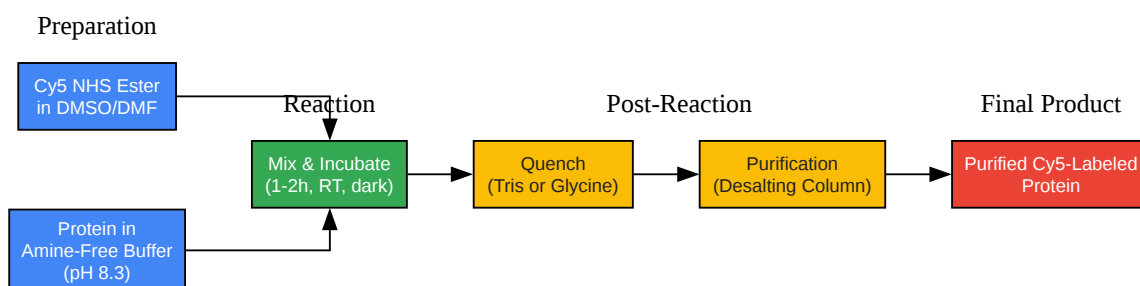 Preparation
Cy5 NHS Ester
in DMSO/DMF
Reaction
Post-Reaction
Final Product
Mix & Incubate
(1-2h, RT, dark)
Quench
(Tris or Glycine)
Purification
(Desalting Column)
Purified Cy5-Labeled
Protein
Protein in
Amine-Free Buffer
(pH 8.3)